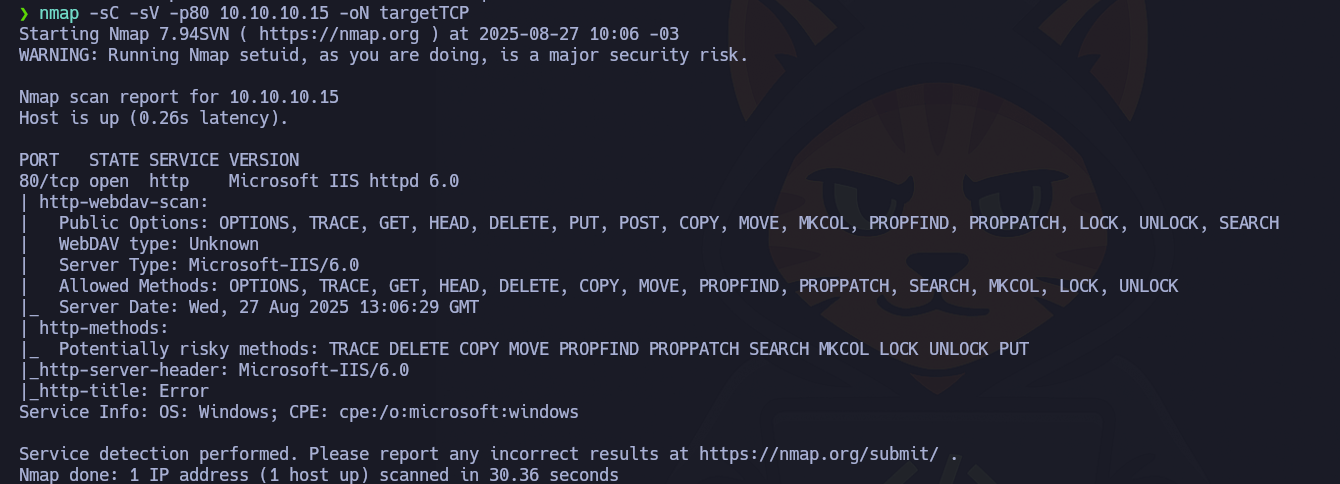 ❯ nmap -sC -sV -p80 10.10.10.15 -oN targetTCP
Starting Nmap 7.94SVN ( https://nmap.org ) at 2025-08-27 10:06 -03
WARNING: Running Nmap setuid, as you are doing, is a major security risk.

Nmap scan report for 10.10.10.15
Host is up (0.26s latency).

PORT   STATE SERVICE VERSION
80/tcp open  http    Microsoft IIS httpd 6.0
| http-webdav-scan:
|   Public Options: OPTIONS, TRACE, GET, HEAD, DELETE, PUT, POST, COPY, MOVE, MKCOL, PROPFIND, PROPPATCH, LOCK, UNLOCK, SEARCH
|   WebDAV type: Unknown
|   Server Type: Microsoft-IIS/6.0
|   Allowed Methods: OPTIONS, TRACE, GET, HEAD, DELETE, COPY, MOVE, PROPFIND, PROPPATCH, SEARCH, MKCOL, LOCK, UNLOCK
|_  Server Date: Wed, 27 Aug 2025 13:06:29 GMT
| http-methods:
|_  Potentially risky methods: TRACE DELETE COPY MOVE PROPFIND PROPPATCH SEARCH MKCOL LOCK UNLOCK PUT
|_http-server-header: Microsoft-IIS/6.0
|_http-title: Error
Service Info: OS: Windows; CPE: cpe:/o:microsoft:windows

Service detection performed. Please report any incorrect results at https://nmap.org/submit/ .
Nmap done: 1 IP address (1 host up) scanned in 30.36 seconds